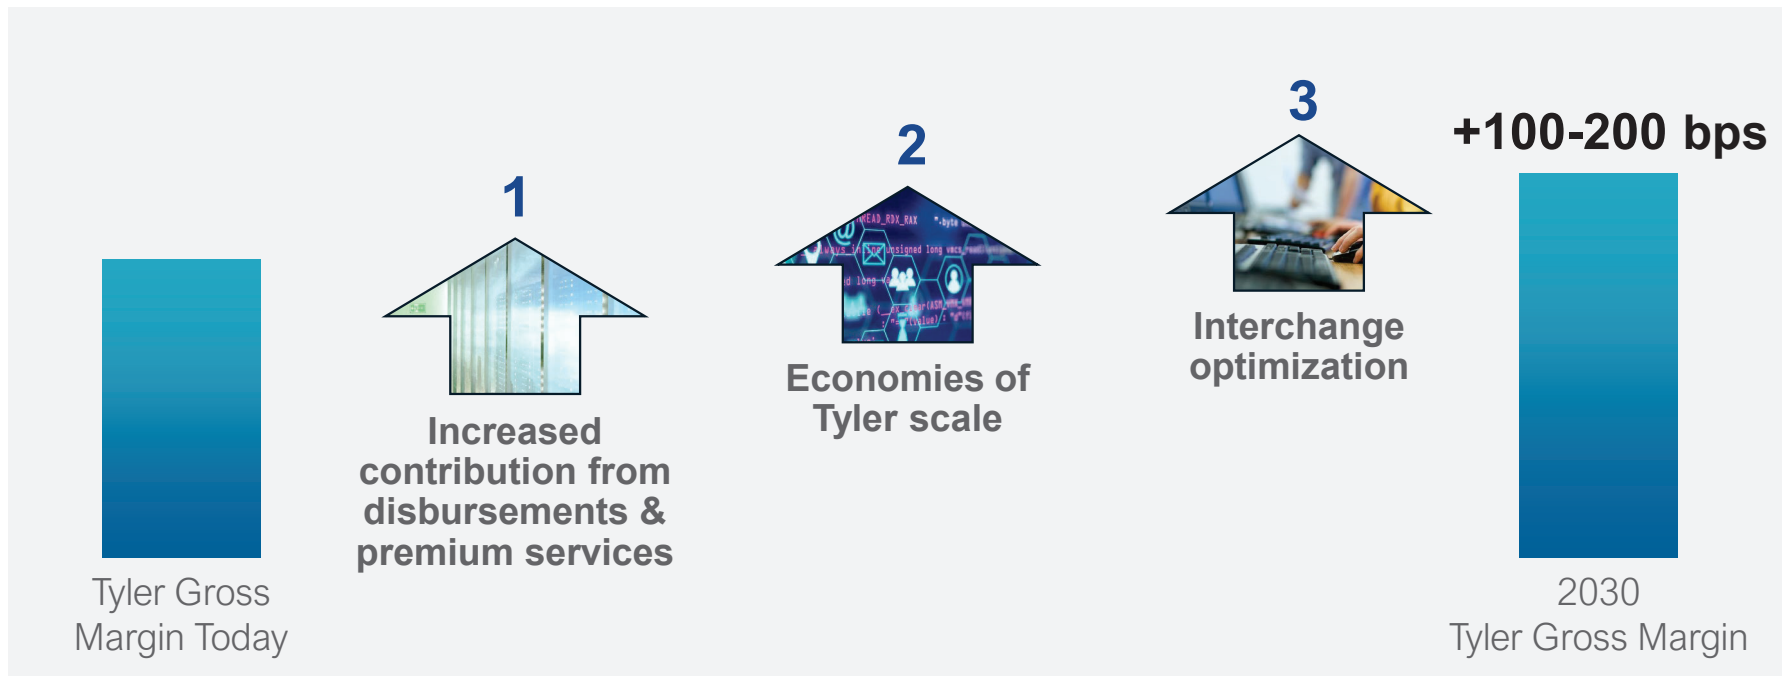 Tyler Gross
Margin Today
1
Increased
contribution from
disbursements &
premium services
2
Economies of
Tyler scale
3
Interchange
optimization
+100-200 bps
2030
Tyler Gross Margin